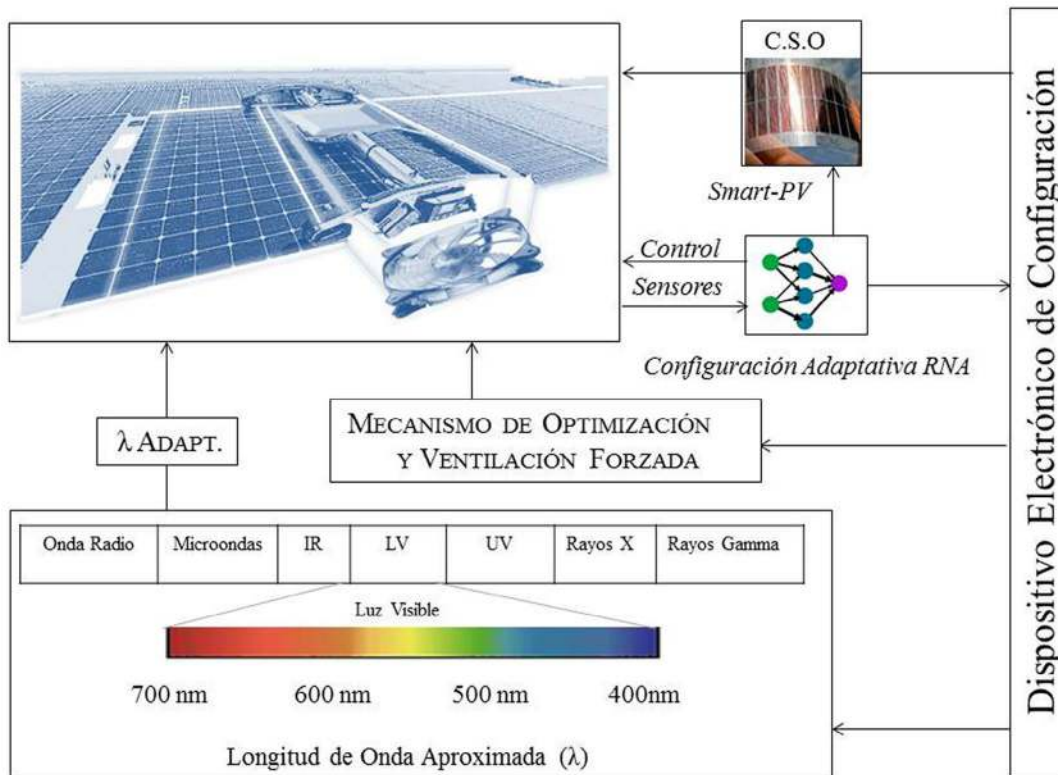 C.S.O
Smart-PV
Control
Sensores
Configuración Adaptativa RNA
λ ADAPT.
MECANISMO DE OPTIMIZACIÓN
Y VENTILACIÓN FORZADA
Onda Radio
Microondas
IR
LV
UV
Rayos X
Rayos Gamma
Luz Visible
700 nm
600 nm
500 nm
400nm
Longitud de Onda Aproximada (λ)
Dispositivo Electrónico de Configuración